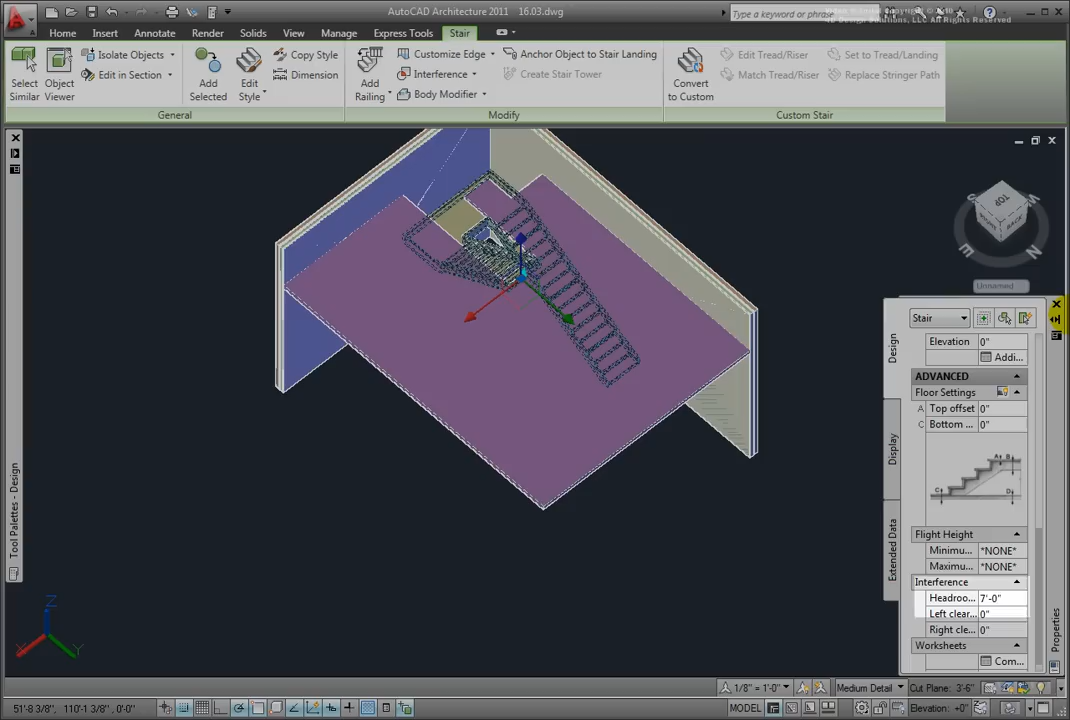 AutoCAD Architecture 2011 - 16.03.dwg
Type a keyword or phrase
LLC All Rights Reserved
Home Insert Annotate Render Solids View Manage Express Tools Stair
Select Similar
Object Viewer
Isolate Objects
Edit in Section
Add Selected
Edit Style
Copy Style
Dimension
General
Add Railing
Customize Edge
Interference
Body Modifier
Anchor Object to Stair Landing
Create Stair Tower
Modify
Convert to Custom
Edit Tread/Riser
Match Tread/Riser
Set to Tread/Landing
Replace Stringer Path
Custom Stair
Tool Palettes - Design
TOP
RIGHT
BACK
S
E
N
Unnamed
Stair
Design
Display
Extended Data
Properties
Elevation 0"
Addi...
ADVANCED
Floor Settings
A Top offset 0"
C Bottom ... 0"
A B
C D
Flight Height
Minimu... *NONE*
Maximu... *NONE*
Interference
Headroo... 7'-0"
Left clear... 0"
Right cle... 0"
Worksheets
Com...
Z
X
Y
1/8" = 1'-0" Medium Detail Cut Plane: 3'-6"
51'-8 3/8", 110'-1 3/8", 0'-0" MODEL Elevation: +0"